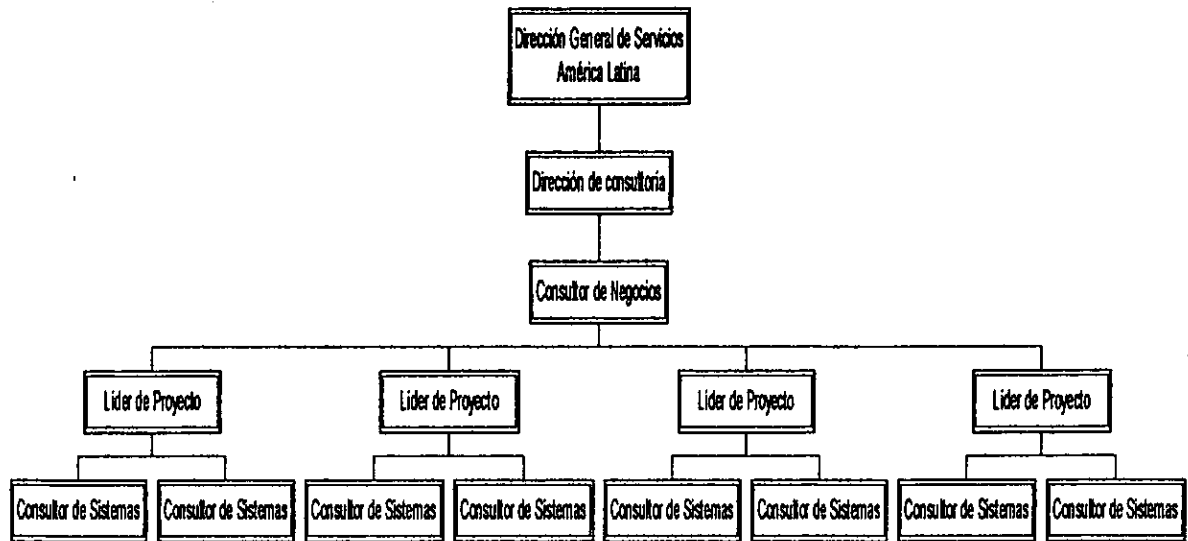 Dirección General de Servicios
América Latina
Dirección de consultoría
Consultor de Negocios
Líder de Proyecto
Líder de Proyecto
Líder de Proyecto
Líder de Proyecto
Consultor de Sistemas
Consultor de Sistemas
Consultor de Sistemas
Consultor de Sistemas
Consultor de Sistemas
Consultor de Sistemas
Consultor de Sistemas
Consultor de Sistemas